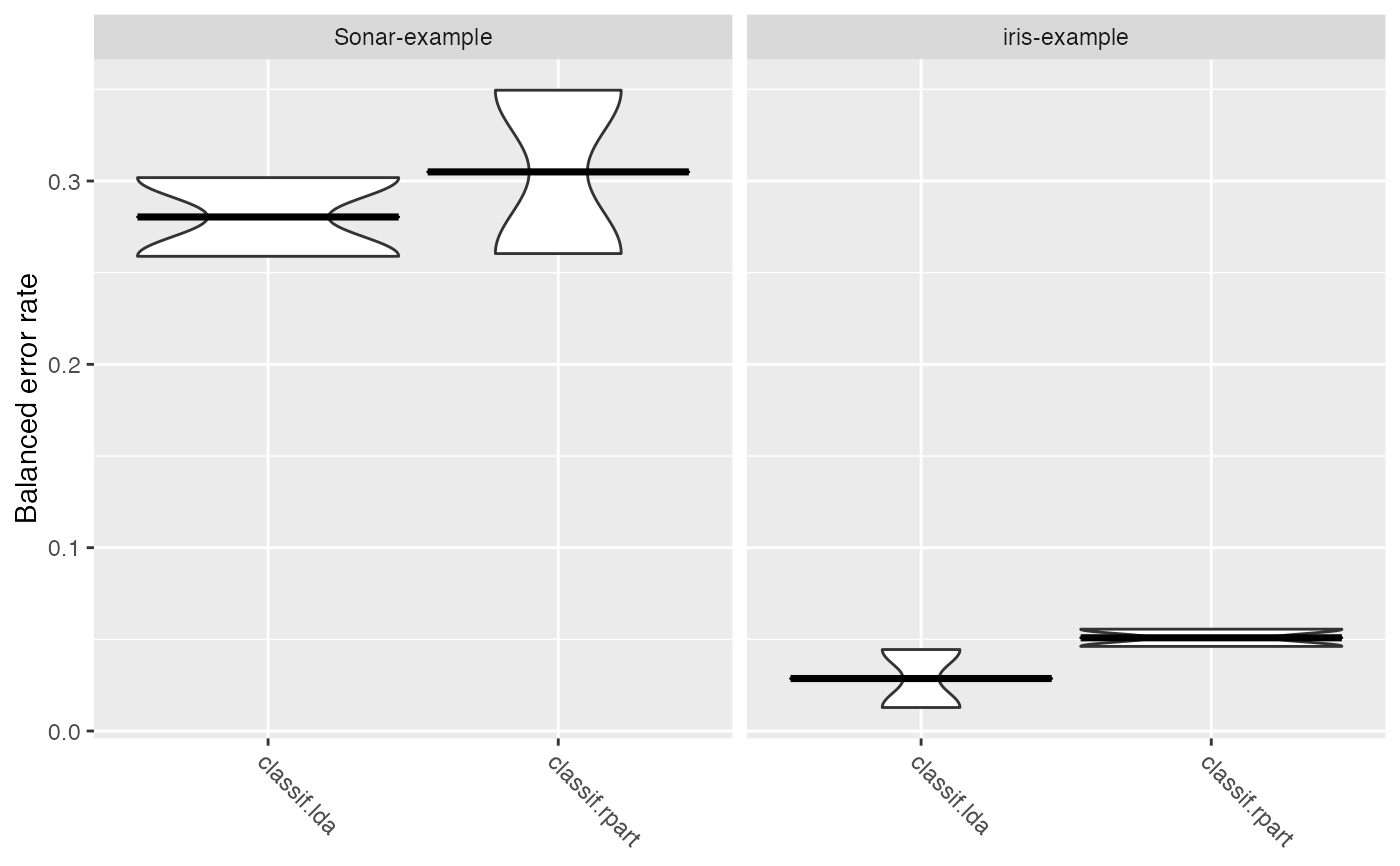 Sonar-example
iris-example
Balanced error rate
0.3
0.2
0.1
0.0
classif.lda
classif.rpart
classif.lda
classif.rpart